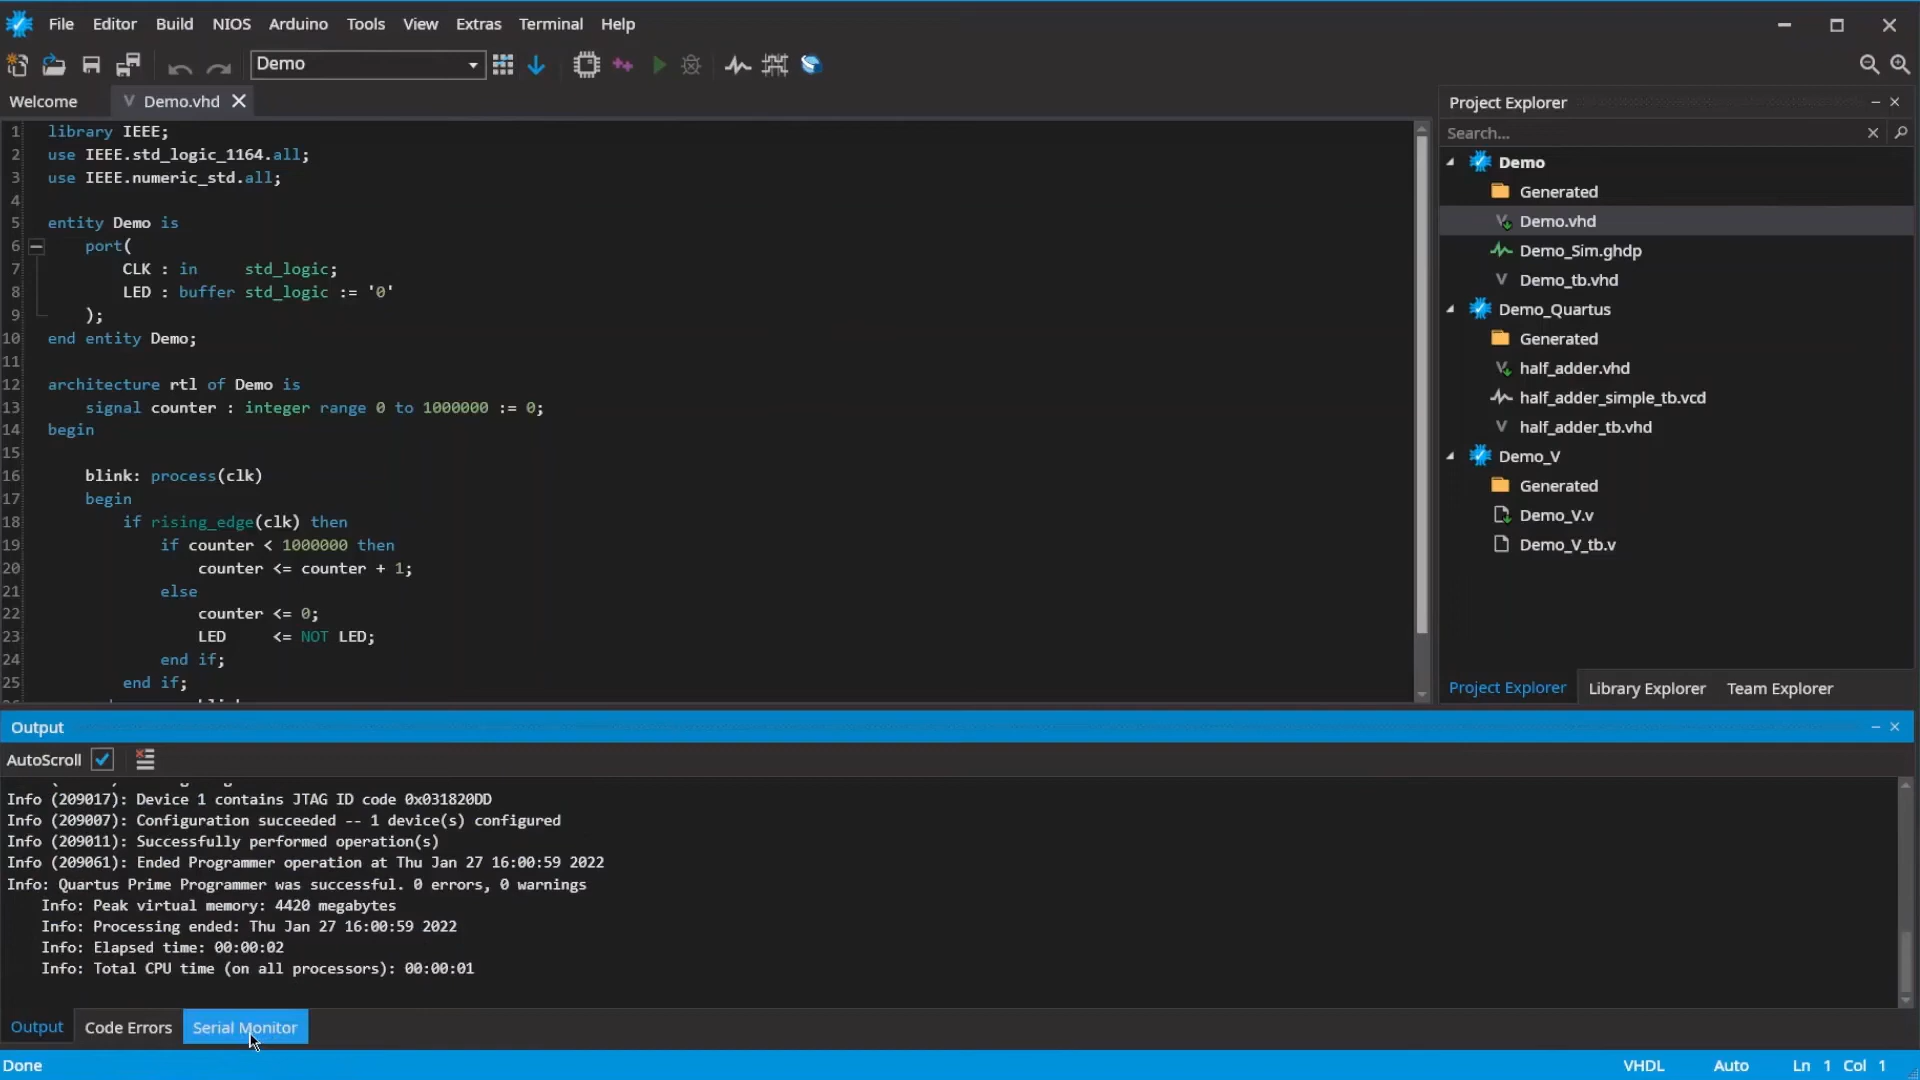 File Editor Build NIOS Arduino Tools View Extras Terminal Help
Demo
Welcome
V Demo.vhd
Project Explorer
Search...
1 library IEEE;
2 use IEEE.std_logic_1164.all;
3 use IEEE.numeric_std.all;
4
5 entity Demo is
6 port(
7 CLK : in std_logic;
8 LED : buffer std_logic := '0'
9 );
10 end entity Demo;
11
12 architecture rtl of Demo is
13 signal counter : integer range 0 to 1000000 := 0;
14 begin
15
16 blink: process(clk)
17 begin
18 if rising_edge(clk) then
19 if counter < 1000000 then
20 counter <= counter + 1;
21 else
22 counter <= 0;
23 LED <= NOT LED;
24 end if;
25 end if;
Demo
Generated
Demo.vhd
Demo_Sim.ghdp
Demo_tb.vhd
Demo_Quartus
Generated
half_adder.vhd
half_adder_simple_tb.vcd
half_adder_tb.vhd
Demo_V
Generated
Demo_V.v
Demo_V_tb.v
Project Explorer Library Explorer Team Explorer
Output
AutoScroll
Info (209017): Device 1 contains JTAG ID code 0x031820DD
Info (209007): Configuration succeeded -- 1 device(s) configured
Info (209011): Successfully performed operation(s)
Info (209061): Ended Programmer operation at Thu Jan 27 16:00:59 2022
Info: Quartus Prime Programmer was successful. 0 errors, 0 warnings
Info: Peak virtual memory: 4420 megabytes
Info: Processing ended: Thu Jan 27 16:00:59 2022
Info: Elapsed time: 00:00:02
Info: Total CPU time (on all processors): 00:00:01
Output Code Errors Serial Monitor
Done
VHDL Auto Ln 1 Col 1